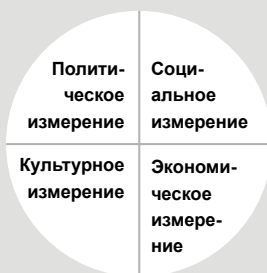 Полити-
ческое
измерение
Соци-
альное
измерение
Культурное
измерение
Экономи-
ческое
измере-
ние